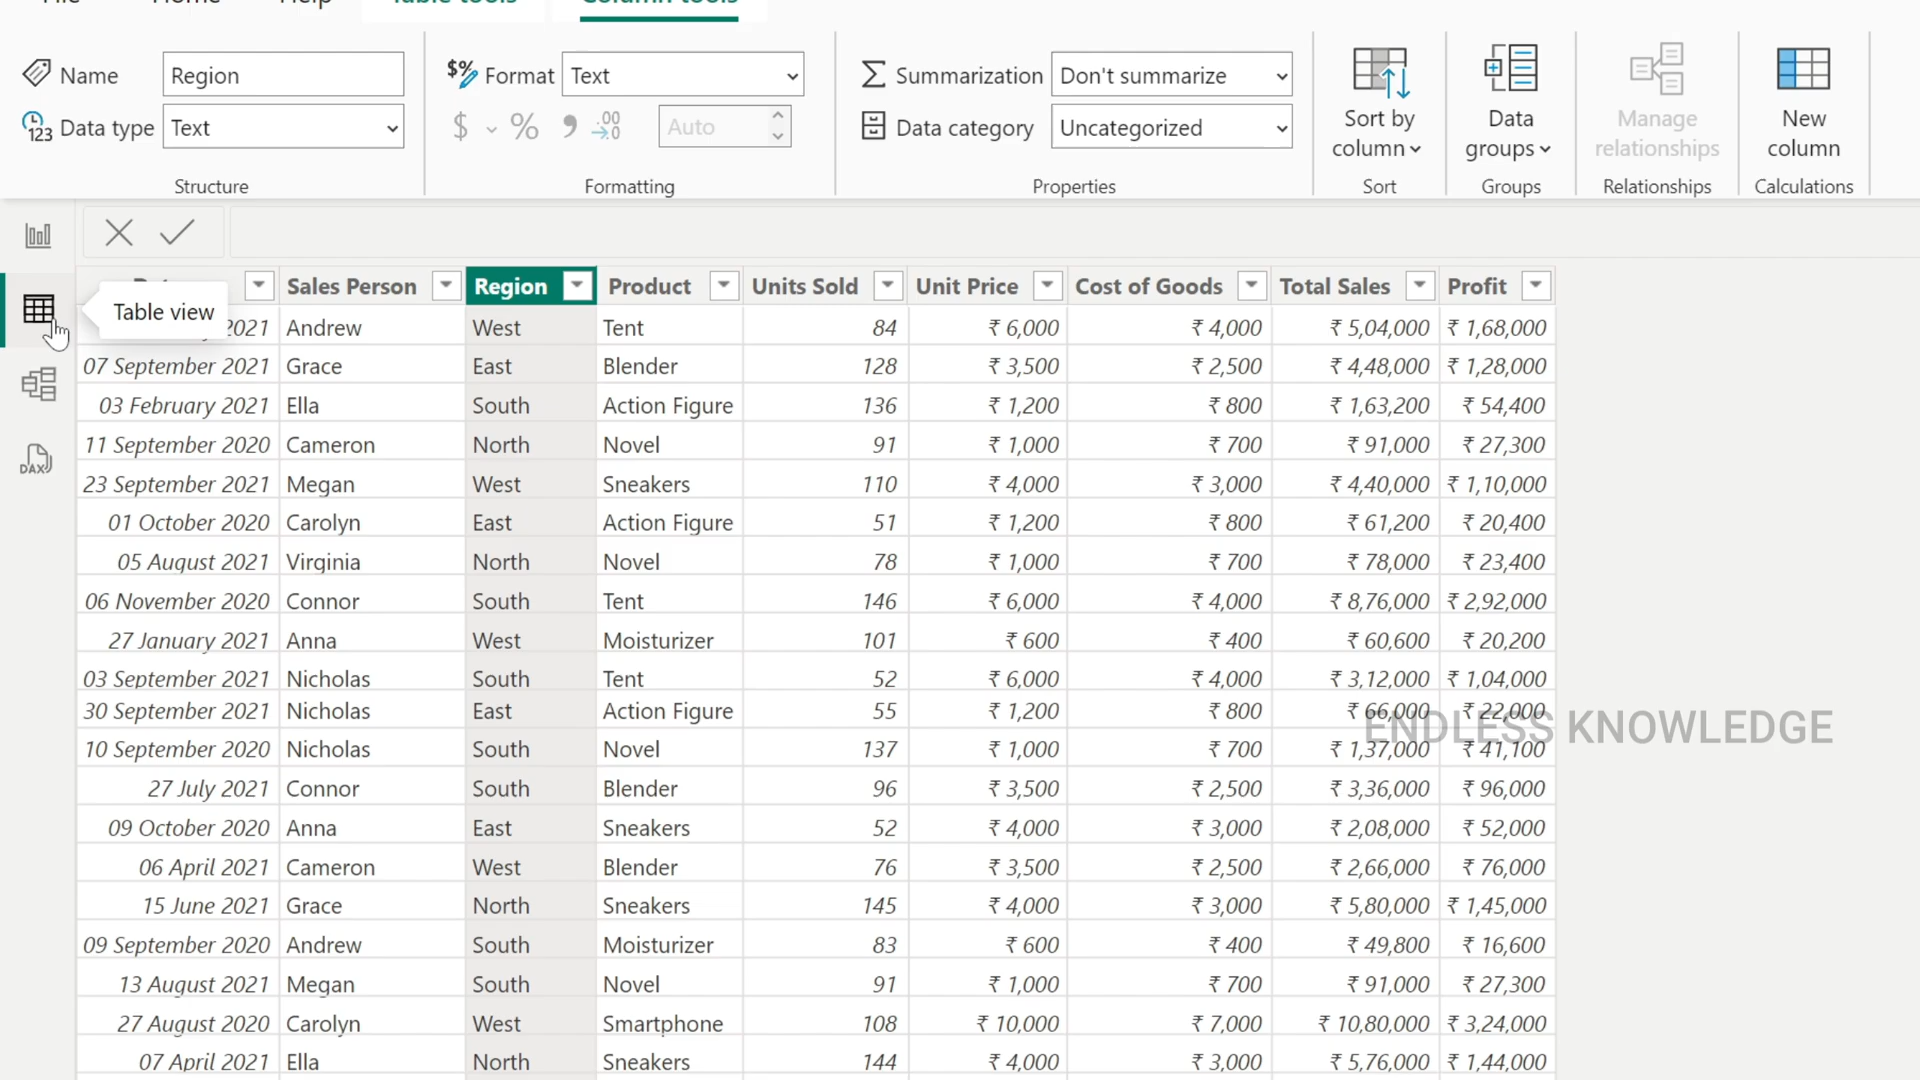 Help
Table tools
Column tools
Name
Region
Format
Text
Summarization
Don't summarize
Data type
Text
$ % 9 .00 →.0
Auto
Data category
Uncategorized
Sort by
column
Data
groups
Manage
relationships
New
column
Structure
Formatting
Properties
Sort
Groups
Relationships
Calculations
Sales Person
Region
Product
Units Sold
Unit Price
Cost of Goods
Total Sales
Profit
Table view
2021 Andrew West Tent 84 ₹ 6,000 ₹ 4,000 ₹ 5,04,000 ₹ 1,68,000
07 September 2021 Grace East Blender 128 ₹ 3,500 ₹ 2,500 ₹ 4,48,000 ₹ 1,28,000
03 February 2021 Ella South Action Figure 136 ₹ 1,200 ₹ 800 ₹ 1,63,200 ₹ 54,400
11 September 2020 Cameron North Novel 91 ₹ 1,000 ₹ 700 ₹ 91,000 ₹ 27,300
23 September 2021 Megan West Sneakers 110 ₹ 4,000 ₹ 3,000 ₹ 4,40,000 ₹ 1,10,000
DAX
01 October 2020 Carolyn East Action Figure 51 ₹ 1,200 ₹ 800 ₹ 61,200 ₹ 20,400
05 August 2021 Virginia North Novel 78 ₹ 1,000 ₹ 700 ₹ 78,000 ₹ 23,400
06 November 2020 Connor South Tent 146 ₹ 6,000 ₹ 4,000 ₹ 8,76,000 ₹ 2,92,000
27 January 2021 Anna West Moisturizer 101 ₹ 600 ₹ 400 ₹ 60,600 ₹ 20,200
03 September 2021 Nicholas South Tent 52 ₹ 6,000 ₹ 4,000 ₹ 3,12,000 ₹ 1,04,000
30 September 2021 Nicholas East Action Figure 55 ₹ 1,200 ₹ 800 ₹ 66,000 ₹ 22,000
ENDLESS KNOWLEDGE
10 September 2020 Nicholas South Novel 137 ₹ 1,000 ₹ 700 ₹ 1,37,000 ₹ 41,100
27 July 2021 Connor South Blender 96 ₹ 3,500 ₹ 2,500 ₹ 3,36,000 ₹ 96,000
09 October 2020 Anna East Sneakers 52 ₹ 4,000 ₹ 3,000 ₹ 2,08,000 ₹ 52,000
06 April 2021 Cameron West Blender 76 ₹ 3,500 ₹ 2,500 ₹ 2,66,000 ₹ 76,000
15 June 2021 Grace North Sneakers 145 ₹ 4,000 ₹ 3,000 ₹ 5,80,000 ₹ 1,45,000
09 September 2020 Andrew South Moisturizer 83 ₹ 600 ₹ 400 ₹ 49,800 ₹ 16,600
13 August 2021 Megan South Novel 91 ₹ 1,000 ₹ 700 ₹ 91,000 ₹ 27,300
27 August 2020 Carolyn West Smartphone 108 ₹ 10,000 ₹ 7,000 ₹ 10,80,000 ₹ 3,24,000
07 April 2021 Ella North Sneakers 144 ₹ 4,000 ₹ 3,000 ₹ 5,76,000 ₹ 1,44,000